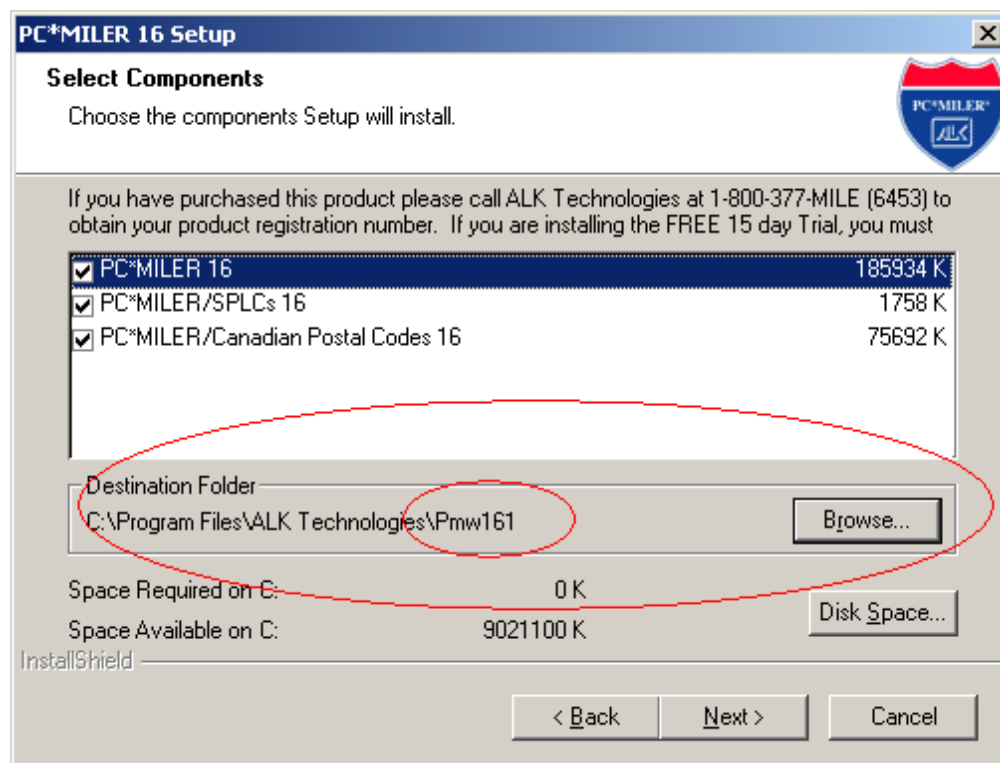 PC*MILER 16 Setup
Select Components
Choose the components Setup will install.
PC*MILER*
ALK
If you have purchased this product please call ALK Technologies at 1-800-377-MILE (6453) to
obtain your product registration number.  If you are installing the FREE 15 day Trial, you must
PC*MILER 16 185934 K
PC*MILER/SPLCs 16 1758 K
PC*MILER/Canadian Postal Codes 16 75692 K
Destination Folder
C:\Program Files\ALK Technologies\Pmw161 Browse...
Space Required on C: 0 K
Disk Space...
Space Available on C: 9021100 K
InstallShield
< Back Next > Cancel